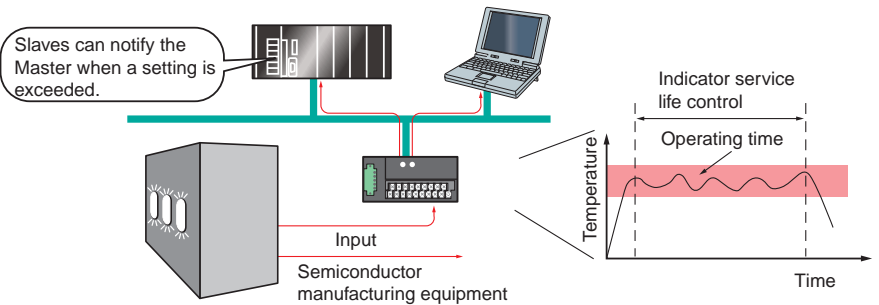 Slaves can notify the
Master when a setting is
exceeded.
Indicator service
life control
Operating time
Temperature
Time
Input
Semiconductor
manufacturing equipment